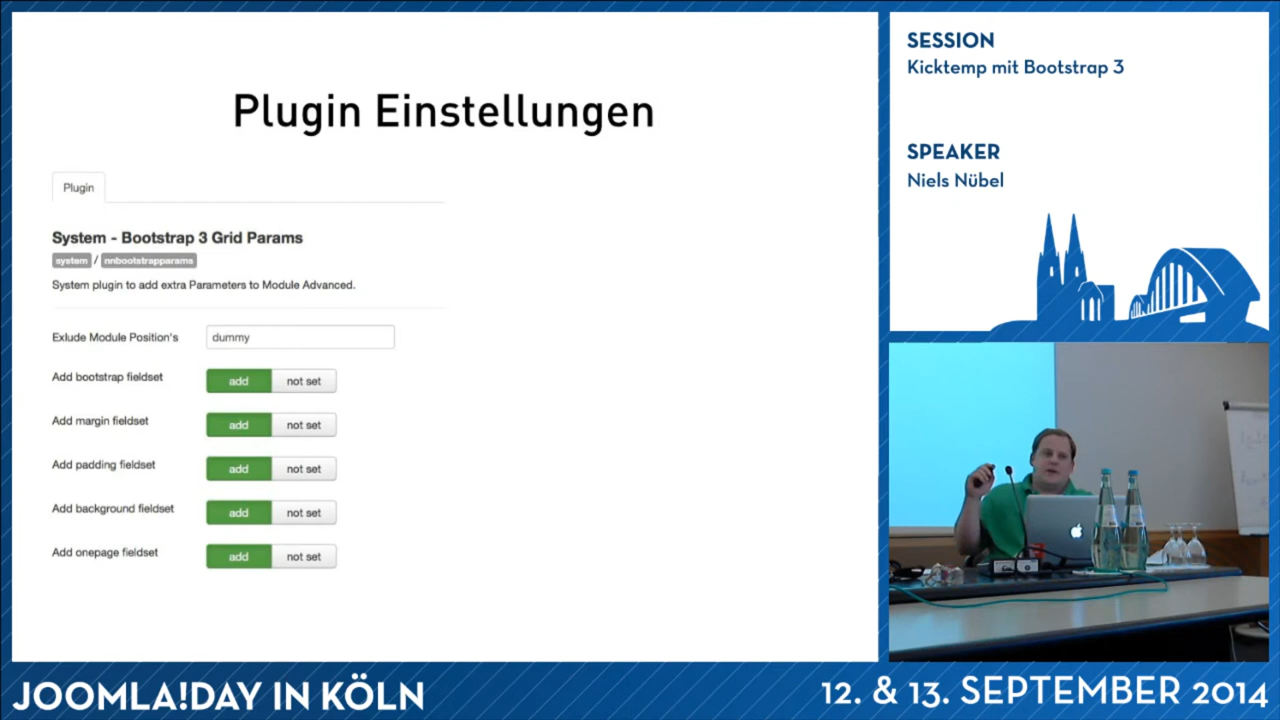 Plugin Einstellungen
Plugin
System - Bootstrap 3 Grid Params
system / nnbootstrapparams
System plugin to add extra Parameters to Module Advanced.
Exlude Module Position's dummy
Add bootstrap fieldset add not set
Add margin fieldset add not set
Add padding fieldset add not set
Add background fieldset add not set
Add onepage fieldset add not set
SESSION
Kicktemp mit Bootstrap 3
SPEAKER
Niels Nübel
JOOMLA!DAY IN KÖLN
12. & 13. SEPTEMBER 2014